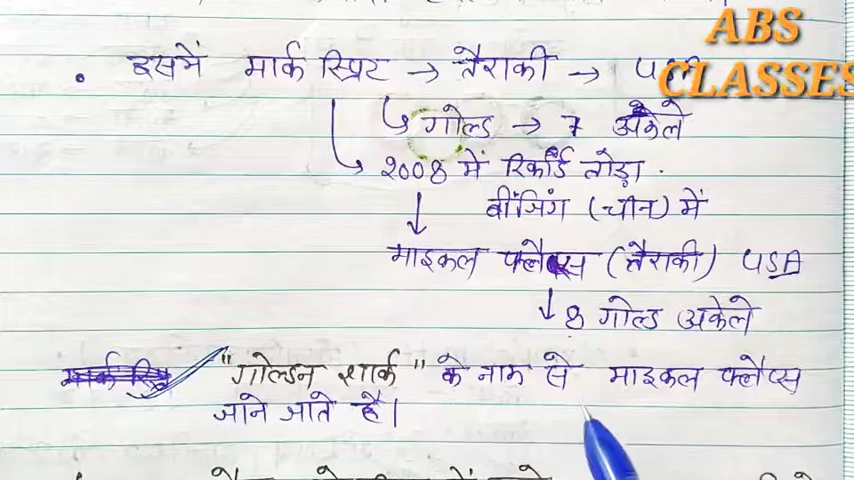 ABS
CLASSES
. इसमें मार्क स्प्रिट → तैराकी →
गोल्ड → 7 अकेले
2008 में रिकॉर्ड तोड़ा .
बींजिंग (चीन) में
माइकल फ्लैप्स (तैराकी) USA
8 गोल्ड अकेले
"गोल्डन शार्क" के नाम से माइकल फ्लैप्स
जाने जाते है।